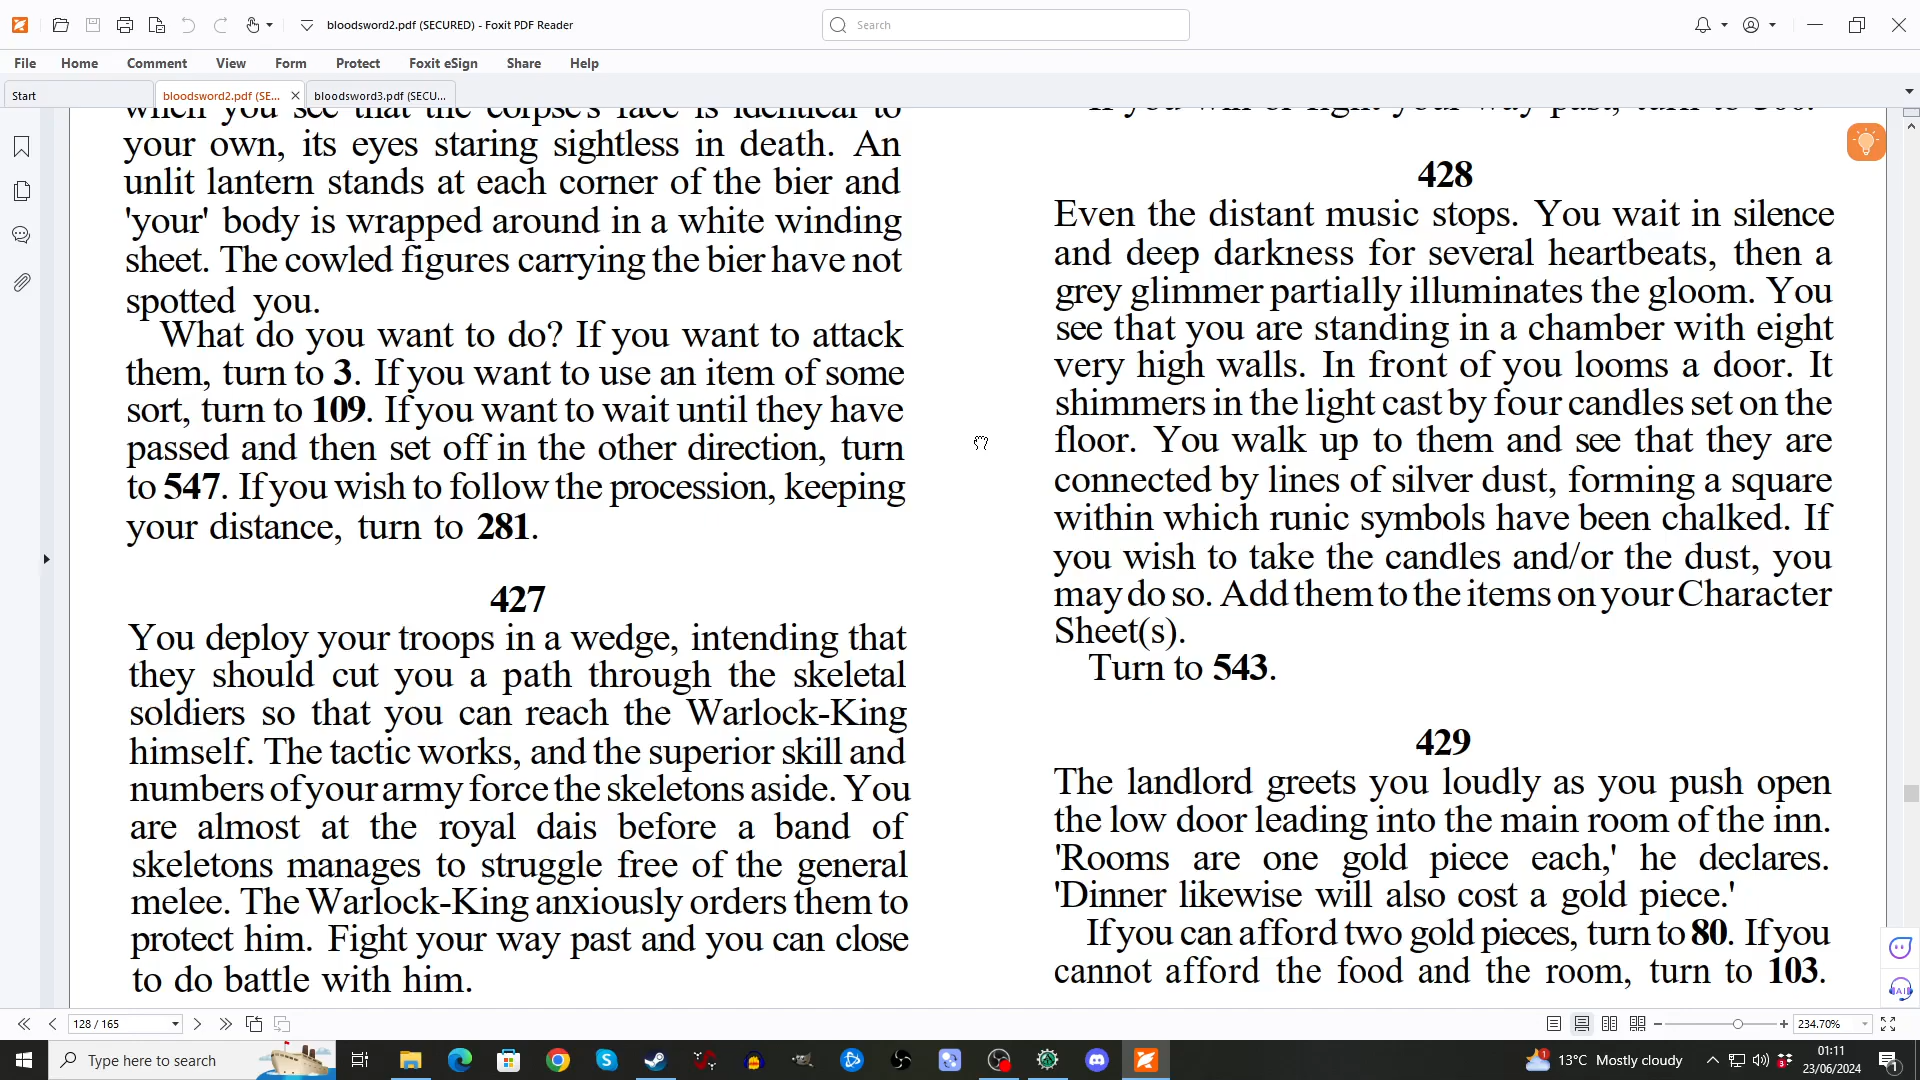 bloodsword2.pdf (SECURED) - Foxit PDF Reader
Search
File Home Comment View Form Protect Foxit eSign Share Help
Start bloodsword2.pdf (SE... bloodsword3.pdf (SECU...
when you see that the corpse's face is identical to
your own, its eyes staring sightless in death. An
unlit lantern stands at each corner of the bier and
'your' body is wrapped around in a white winding
sheet. The cowled figures carrying the bier have not
spotted you.
What do you want to do? If you want to attack
them, turn to 3. If you want to use an item of some
sort, turn to 109. If you want to wait until they have
passed and then set off in the other direction, turn
to 547. If you wish to follow the procession, keeping
your distance, turn to 281.
427
You deploy your troops in a wedge, intending that
they should cut you a path through the skeletal
soldiers so that you can reach the Warlock-King
himself. The tactic works, and the superior skill and
numbers of your army force the skeletons aside. You
are almost at the royal dais before a band of
skeletons manages to struggle free of the general
melee. The Warlock-King anxiously orders them to
protect him. Fight your way past and you can close
to do battle with him.
your way past, turn to
428
Even the distant music stops. You wait in silence
and deep darkness for several heartbeats, then a
grey glimmer partially illuminates the gloom. You
see that you are standing in a chamber with eight
very high walls. In front of you looms a door. It
shimmers in the light cast by four candles set on the
floor. You walk up to them and see that they are
connected by lines of silver dust, forming a square
within which runic symbols have been chalked. If
you wish to take the candles and/or the dust, you
may do so. Add them to the items on your Character
Sheet(s).
Turn to 543.
429
The landlord greets you loudly as you push open
the low door leading into the main room of the inn.
'Rooms are one gold piece each,' he declares.
'Dinner likewise will also cost a gold piece.'
If you can afford two gold pieces, turn to 80. If you
cannot afford the food and the room, turn to 103.
128 / 165
234.70%
Type here to search
13°C Mostly cloudy
01:11
23/06/2024